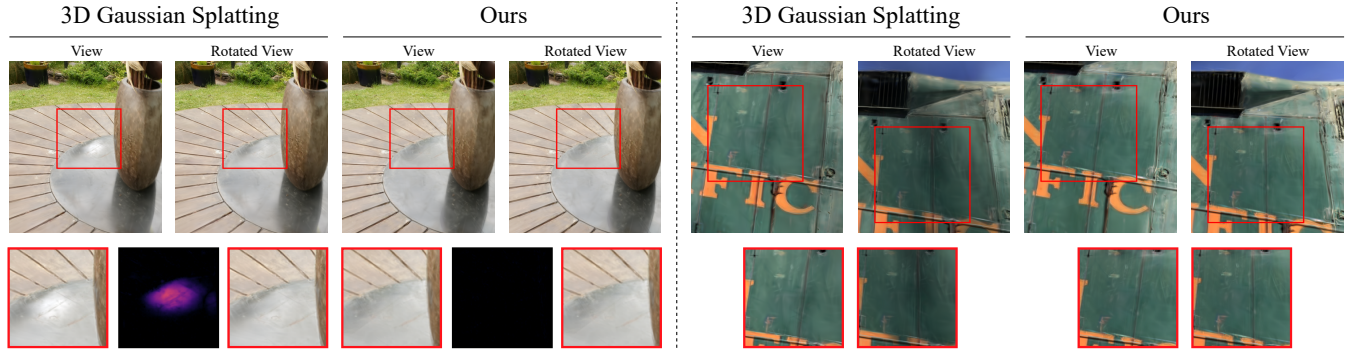 3D Gaussian Splatting Ours 3D Gaussian Splatting Ours
View Rotated View View Rotated View View Rotated View View Rotated View
N N
FIC FIC